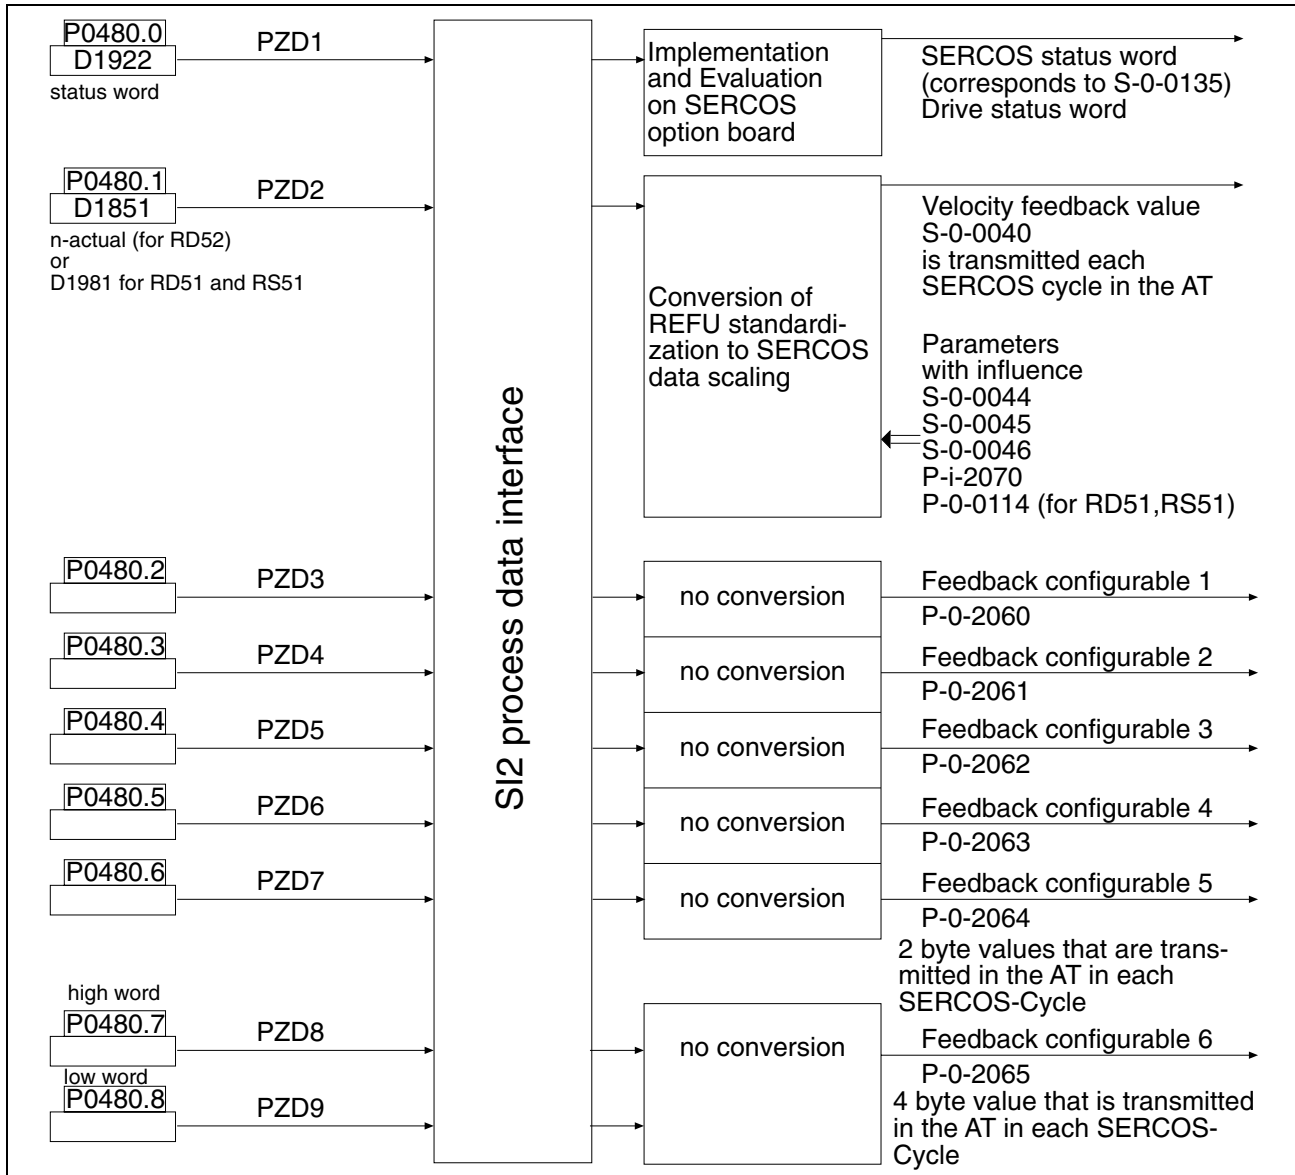 P0480.0
D1922
status word
PZD1
Implementation
and Evaluation
on SERCOS
option board
SERCOS status word
(corresponds to S-0-0135)
Drive status word
P0480.1
D1851
n-actual (for RD52)
or
D1981 for RD51 and RS51
PZD2
SI2 process data interface
Conversion of
REFU standardi-
zation to SERCOS
data scaling
Velocity feedback value
S-0-0040
is transmitted each
SERCOS cycle in the AT
Parameters
with influence
S-0-0044
S-0-0045
S-0-0046
P-i-2070
P-0-0114 (for RD51,RS51)
P0480.2
PZD3
no conversion
Feedback configurable 1
P-0-2060
P0480.3
PZD4
no conversion
Feedback configurable 2
P-0-2061
P0480.4
PZD5
no conversion
Feedback configurable 3
P-0-2062
P0480.5
PZD6
no conversion
Feedback configurable 4
P-0-2063
P0480.6
PZD7
no conversion
Feedback configurable 5
P-0-2064
2 byte values that are trans-
mitted in the AT in each
SERCOS-Cycle
high word
P0480.7
PZD8
no conversion
Feedback configurable 6
P-0-2065
low word
P0480.8
PZD9
4 byte value that is transmitted
in the AT in each SERCOS-
Cycle